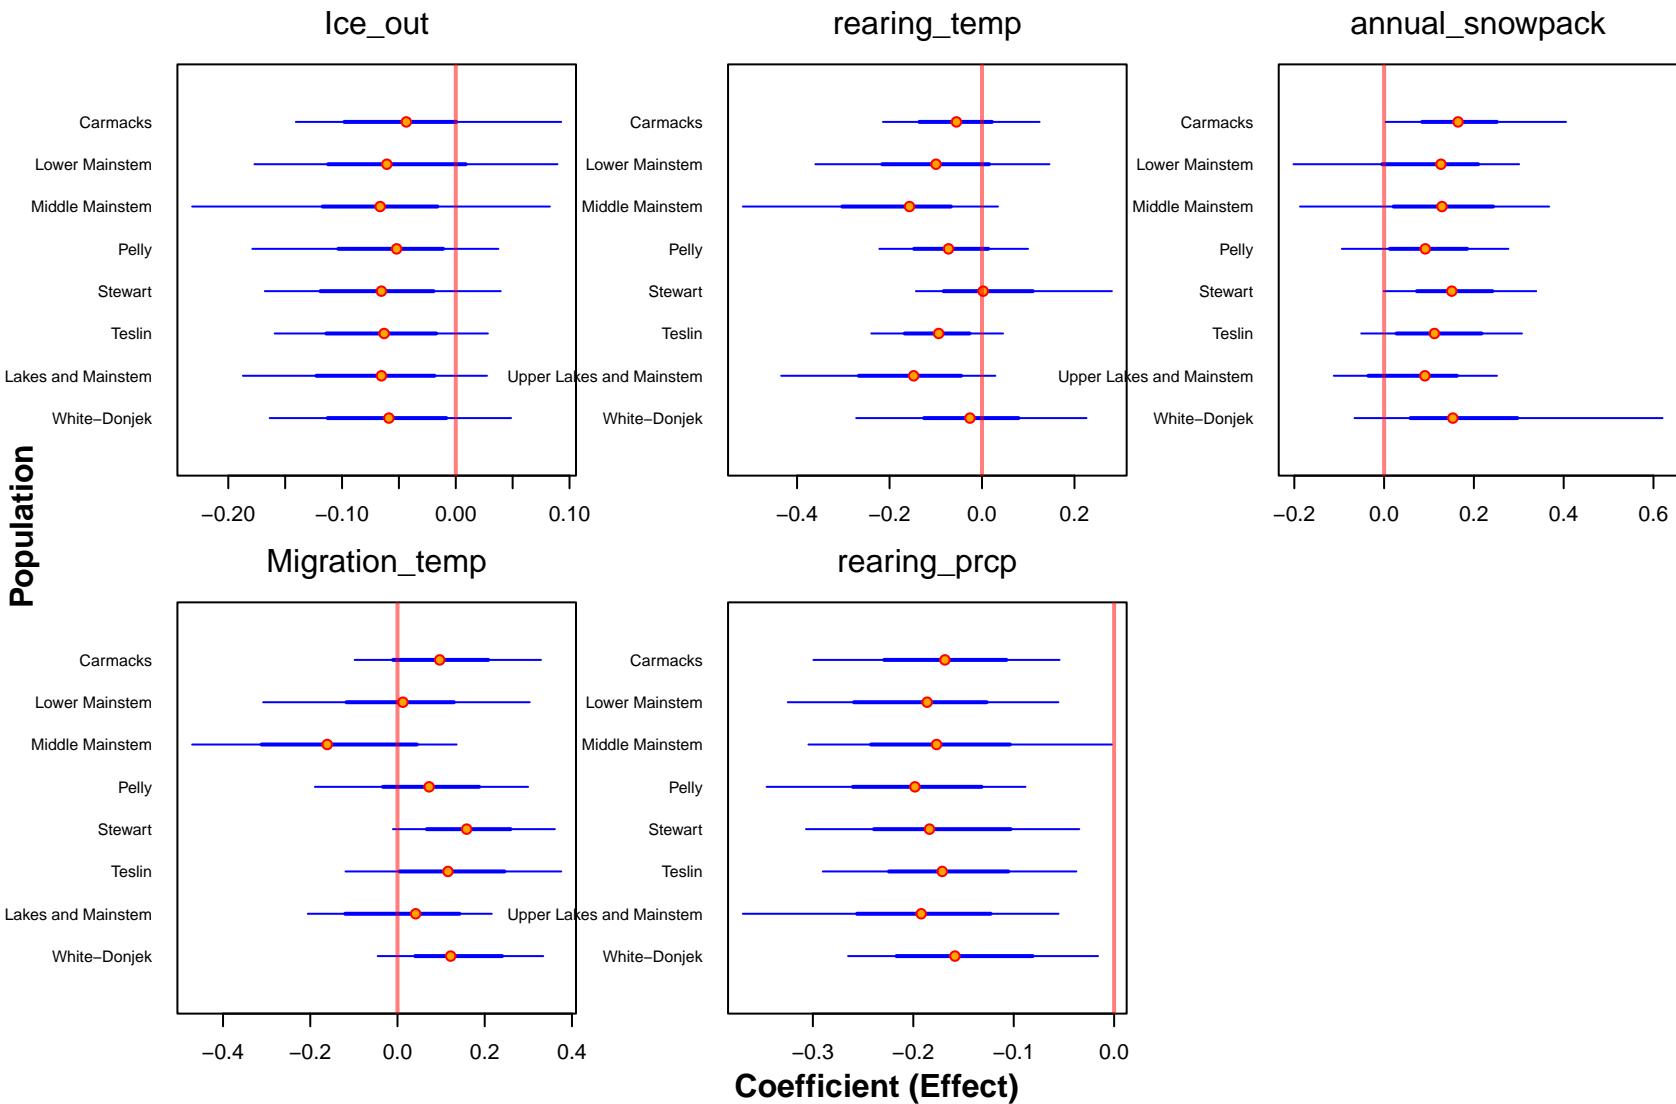 Ice_out
Carmacks
Lower Mainstem
Middle Mainstem
Pelly
Stewart
Teslin
Lakes and Mainstem
White−Donjek
−0.20 −0.10 0.00 0.10
rearing_temp
Carmacks
Lower Mainstem
Middle Mainstem
Pelly
Stewart
Teslin
Upper Lakes and Mainstem
White−Donjek
−0.4 −0.2 0.0 0.2
annual_snowpack
Carmacks
Lower Mainstem
Middle Mainstem
Pelly
Stewart
Teslin
Upper Lakes and Mainstem
White−Donjek
−0.2 0.0 0.2 0.4 0.6
Population
Migration_temp
Carmacks
Lower Mainstem
Middle Mainstem
Pelly
Stewart
Teslin
Lakes and Mainstem
White−Donjek
−0.4 −0.2 0.0 0.2 0.4
rearing_prcp
Carmacks
Lower Mainstem
Middle Mainstem
Pelly
Stewart
Teslin
Upper Lakes and Mainstem
White−Donjek
−0.3 −0.2 −0.1 0.0
Coefficient (Effect)